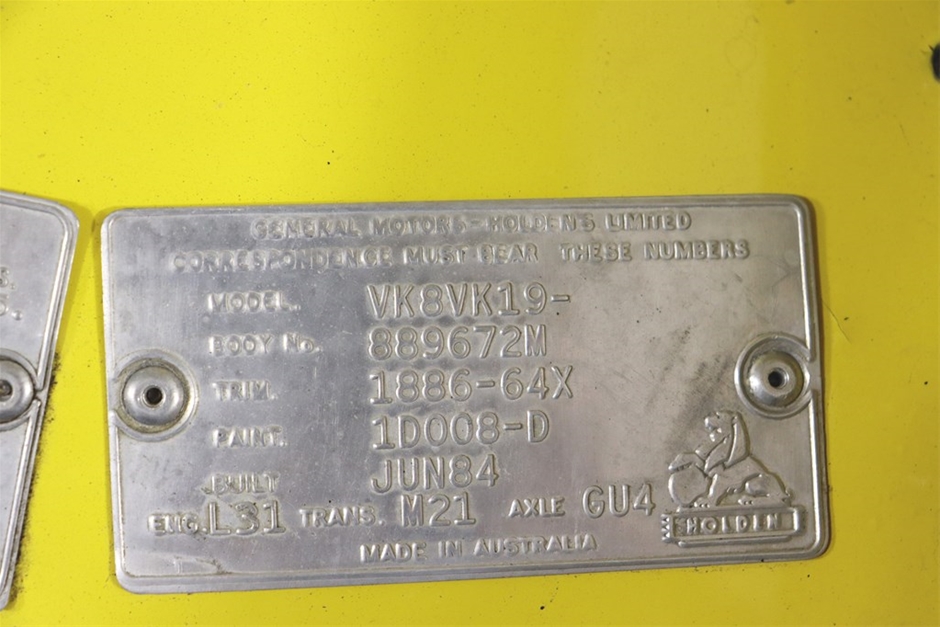 GENERAL MOTORS-HOLDEN'S LIMITED
CORRESPONDENCE MUST BEAR THESE NUMBERS
MODEL. VK8VK19-
BODY No. 889672M
TRIM. 1886-64X
PAINT. 1D008-D
BUILT JUN84
ENG. L31 TRANS. M21 AXLE GU4
HOLDEN
MADE IN AUSTRALIA